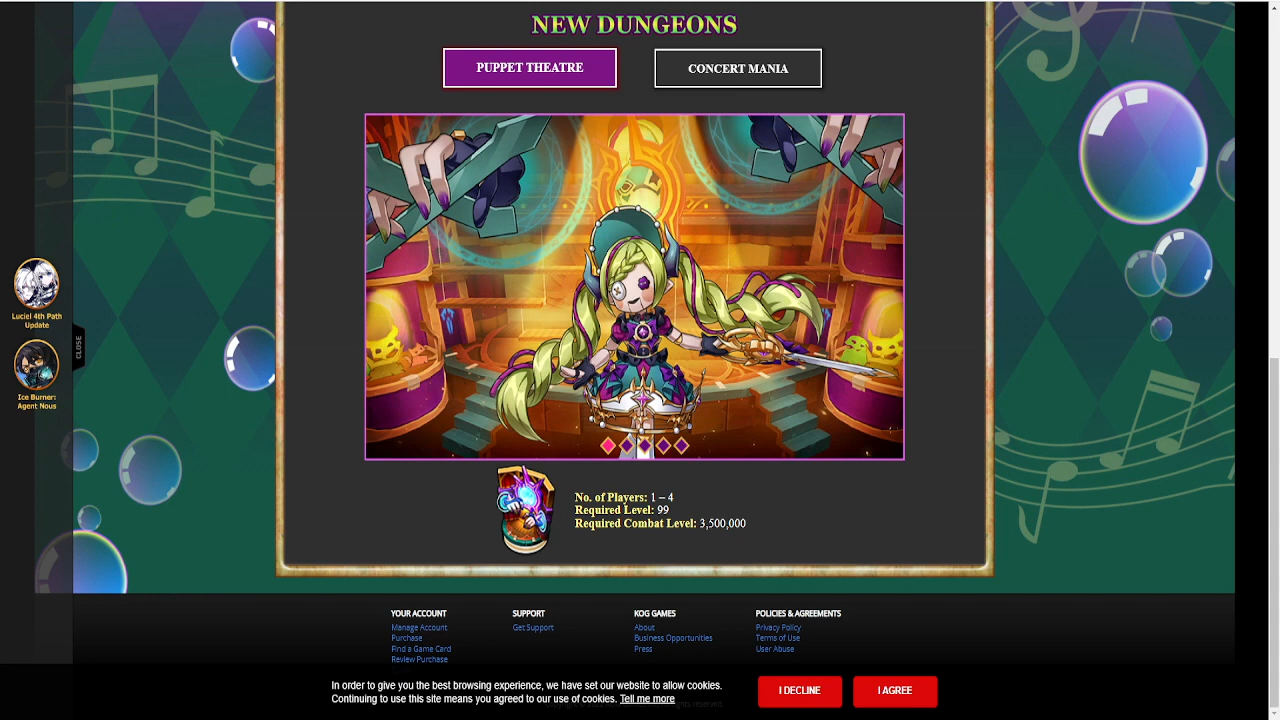 NEW DUNGEONS
PUPPET THEATRE
CONCERT MANIA
Luciel 4th Path
Update
CLOSE
Ice Burner:
Agent Nous
No. of Players: 1 – 4
Required Level: 99
Required Combat Level: 3,500,000
YOUR ACCOUNT
Manage Account
Purchase
Find a Game Card
Review Purchase
SUPPORT
Get Support
KOG GAMES
About
Business Opportunities
Press
POLICIES & AGREEMENTS
Privacy Policy
Terms of Use
User Abuse
In order to give you the best browsing experience, we have set our website to allow cookies.
Continuing to use this site means you agreed to our use of cookies. Tell me more
I DECLINE
I AGREE